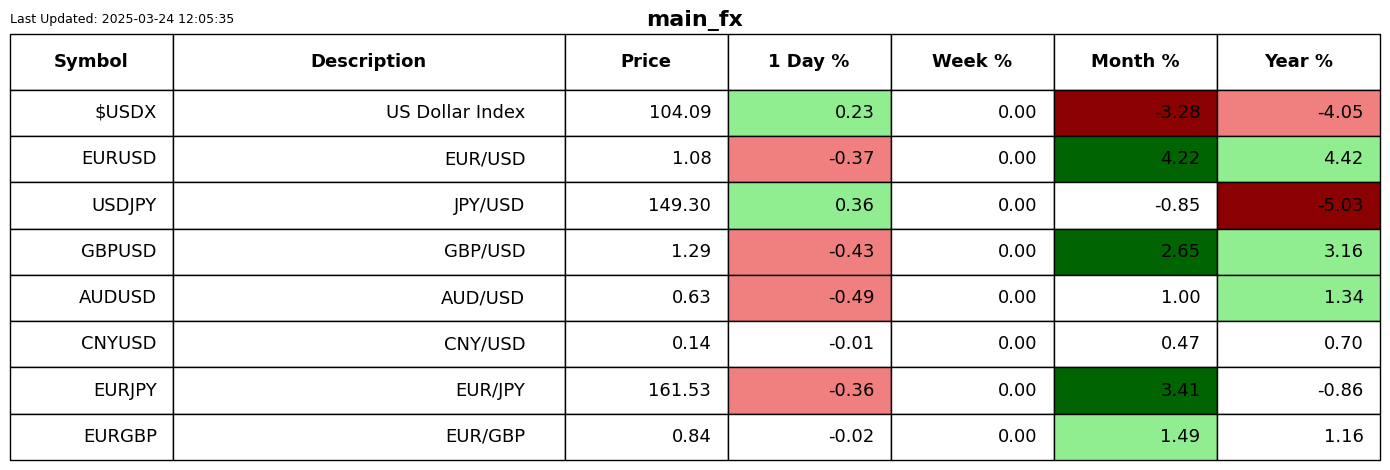 Last Updated: 2025-03-24 12:05:35
main_fx
Symbol Description Price 1 Day % Week % Month % Year %
$USDX US Dollar Index 104.09 0.23 0.00 -3.28 -4.05
EURUSD EUR/USD 1.08 -0.37 0.00 4.22 4.42
USDJPY JPY/USD 149.30 0.36 0.00 -0.85 -5.03
GBPUSD GBP/USD 1.29 -0.43 0.00 2.65 3.16
AUDUSD AUD/USD 0.63 -0.49 0.00 1.00 1.34
CNYUSD CNY/USD 0.14 -0.01 0.00 0.47 0.70
EURJPY EUR/JPY 161.53 -0.36 0.00 3.41 -0.86
EURGBP EUR/GBP 0.84 -0.02 0.00 1.49 1.16